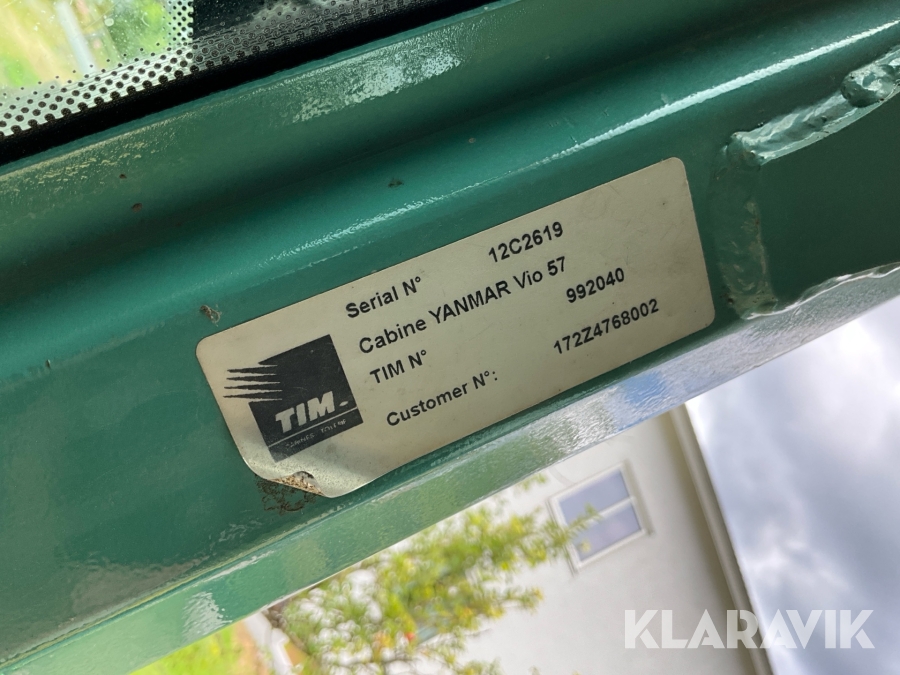 Serial N° 12C2619
Cabine YANMAR Vio 57
TIM N° 992040
Customer N°: 172Z4768002
TIM
KLARAVIK